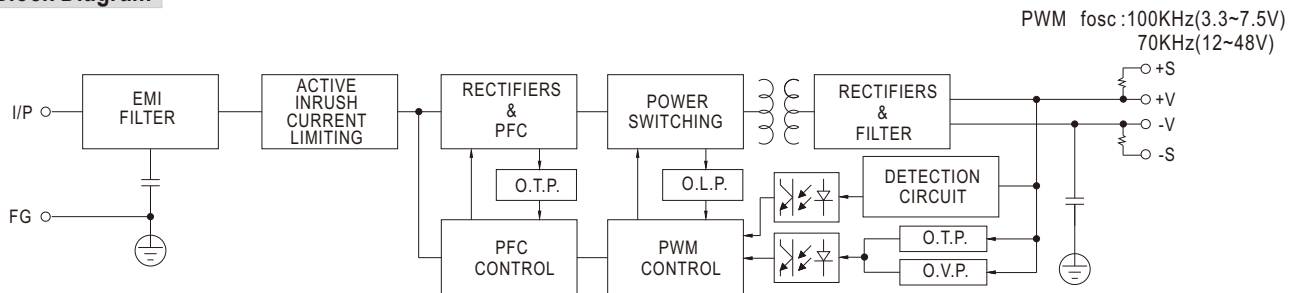 Block Diagram
PWM fosc:100KHz(3.3~7.5V)
70KHz(12~48V)
I/P
EMI
FILTER
ACTIVE
INRUSH
CURRENT
LIMITING
RECTIFIERS
&
PFC
POWER
SWITCHING
RECTIFIERS
&
FILTER
+S
+V
-V
-S
O.T.P.
O.L.P.
DETECTION
CIRCUIT
FG
PFC
CONTROL
PWM
CONTROL
O.T.P.
O.V.P.